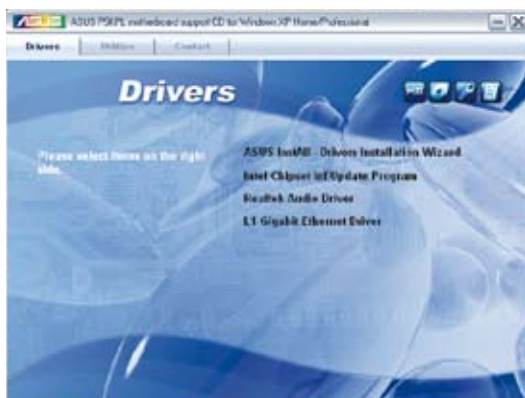 ASUS P5KPL motherboard support CD for Windows XP Home/Professional
Drivers
Utilities
Contact
Drivers
Please select items on the right side.
ASUS InstAll - Drivers Installation Wizard
Intel Chipset Inf Update Program
Realtek Audio Driver
L1 Gigabit Ethernet Driver